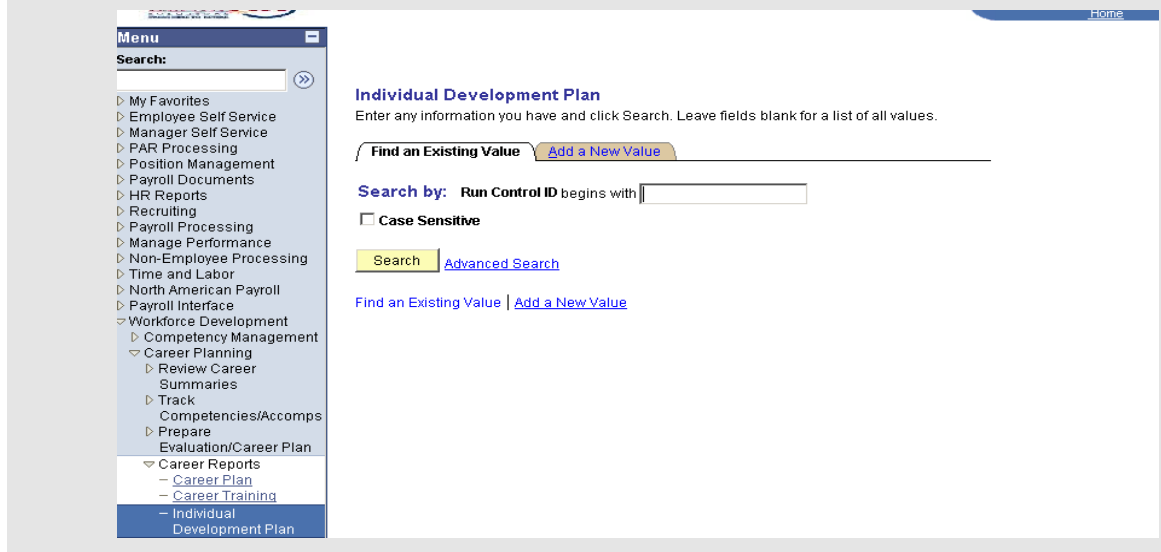 Home
Menu
Search:
My Favorites
Employee Self Service
Manager Self Service
PAR Processing
Position Management
Payroll Documents
HR Reports
Recruiting
Payroll Processing
Manage Performance
Non-Employee Processing
Time and Labor
North American Payroll
Payroll Interface
Workforce Development
Competency Management
Career Planning
Review Career
Summaries
Track
Competencies/Accomps
Prepare
Evaluation/Career Plan
Career Reports
Career Plan
Career Training
Individual
Development Plan
Individual Development Plan
Enter any information you have and click Search. Leave fields blank for a list of all values.
Find an Existing Value Add a New Value
Search by: Run Control ID begins with
Case Sensitive
Search Advanced Search
Find an Existing Value | Add a New Value